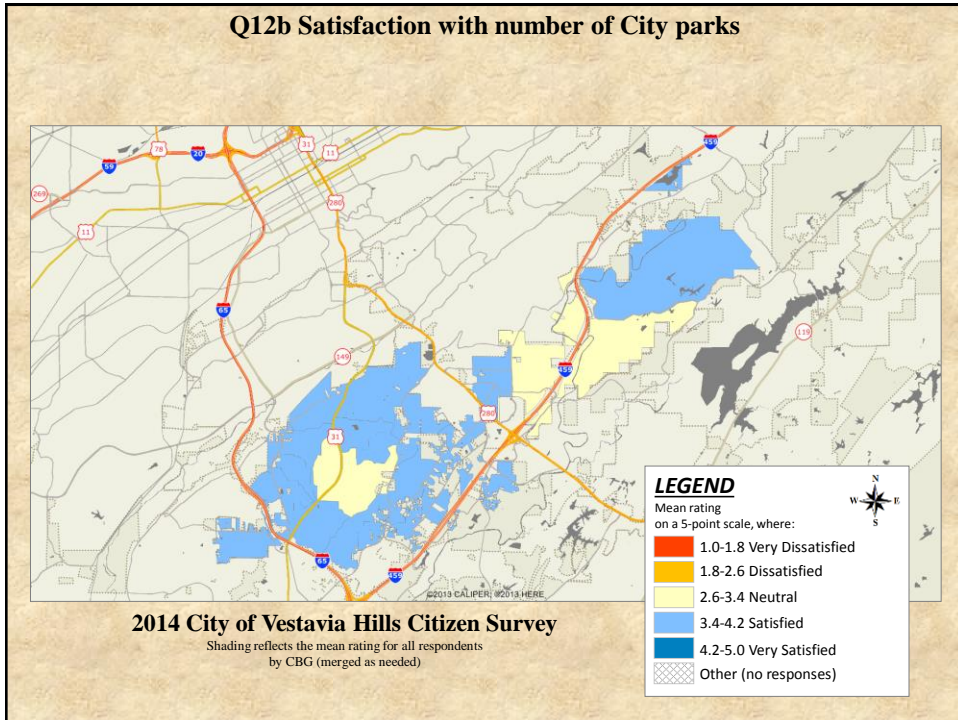 Q12b Satisfaction with number of City parks
459
31
78
11
20
59
269
280
11
65
119
149
459
280
31
65
459
©2013 CALIPER; ©2013 HERE
LEGEND
N
W E
S
Mean rating
on a 5-point scale, where:
1.0-1.8 Very Dissatisfied
1.8-2.6 Dissatisfied
2.6-3.4 Neutral
3.4-4.2 Satisfied
4.2-5.0 Very Satisfied
Other (no responses)
2014 City of Vestavia Hills Citizen Survey
Shading reflects the mean rating for all respondents
by CBG (merged as needed)